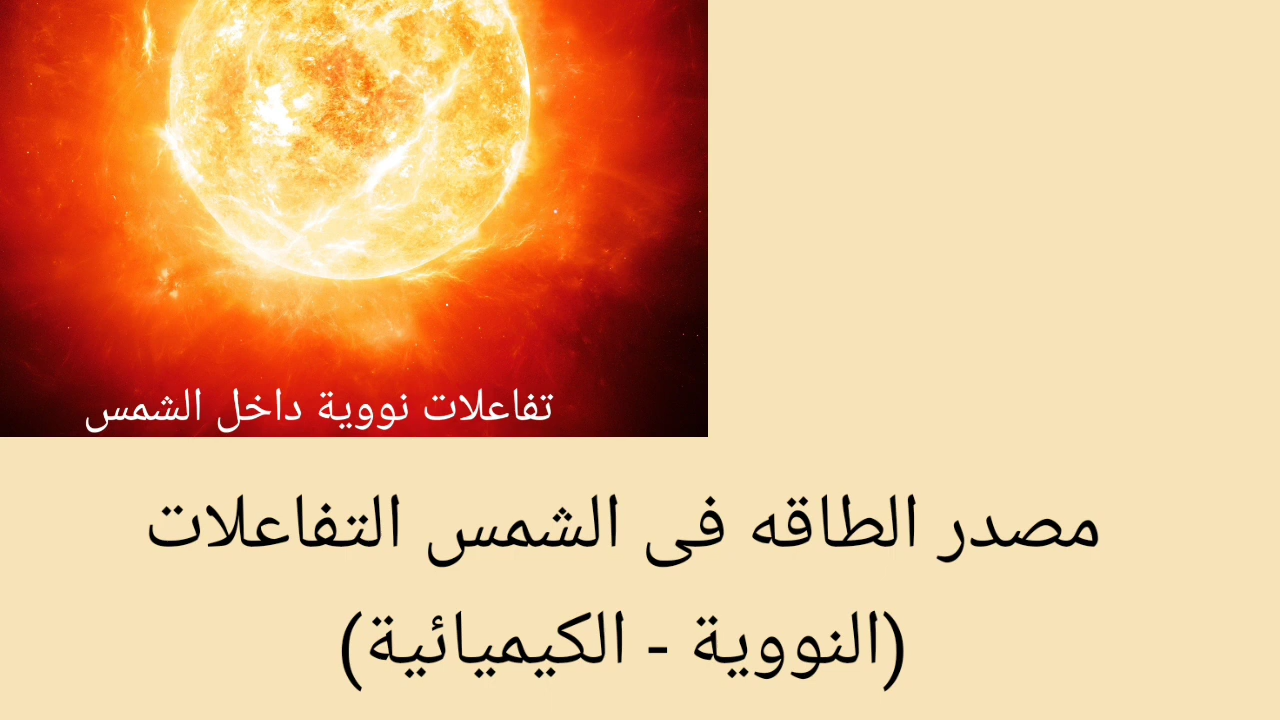 تفاعلات نووية داخل الشمس
مصدر الطاقه فى الشمس التفاعلات
(النووية - الكيميائية)